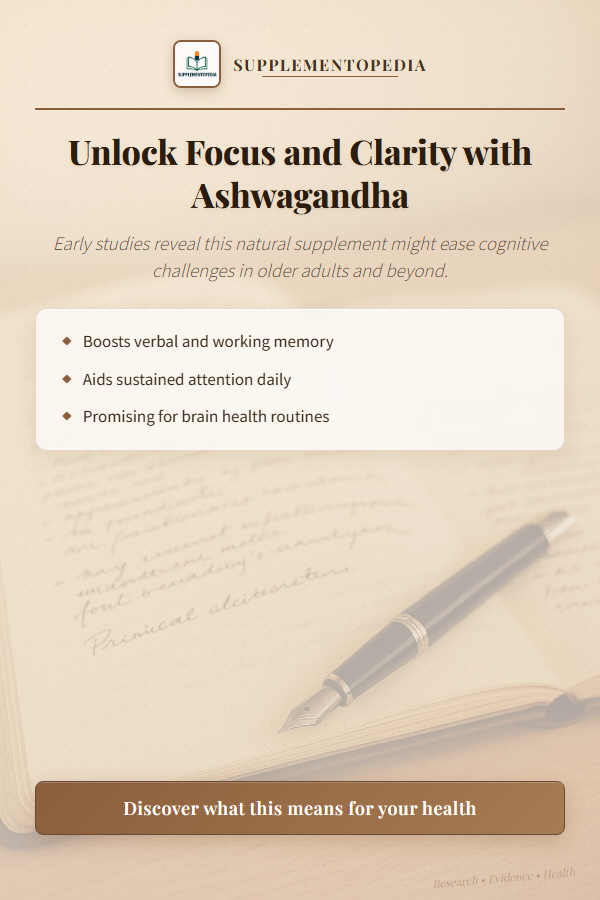 SUPPLEMENTOPEDIA
SUPPLEMENTOPEDIA
Unlock Focus and Clarity with
Ashwagandha
Early studies reveal this natural supplement might ease cognitive
challenges in older adults and beyond.
◆ Boosts verbal and working memory
◆ Aids sustained attention daily
◆ Promising for brain health routines
Discover what this means for your health
Research • Evidence • Health